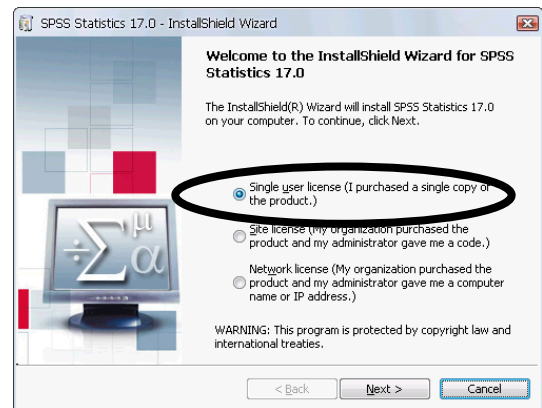 SPSS Statistics 17.0 - InstallShield Wizard
Welcome to the InstallShield Wizard for SPSS
Statistics 17.0
The InstallShield(R) Wizard will install SPSS Statistics 17.0
on your computer. To continue, click Next.
Single user license (I purchased a single copy of
the product.)
Site license (My organization purchased the
product and my administrator gave me a code.)
Network license (My organization purchased the
product and my administrator gave me a computer
name or IP address.)
÷Σμα
WARNING: This program is protected by copyright law and
international treaties.
< Back
Next >
Cancel